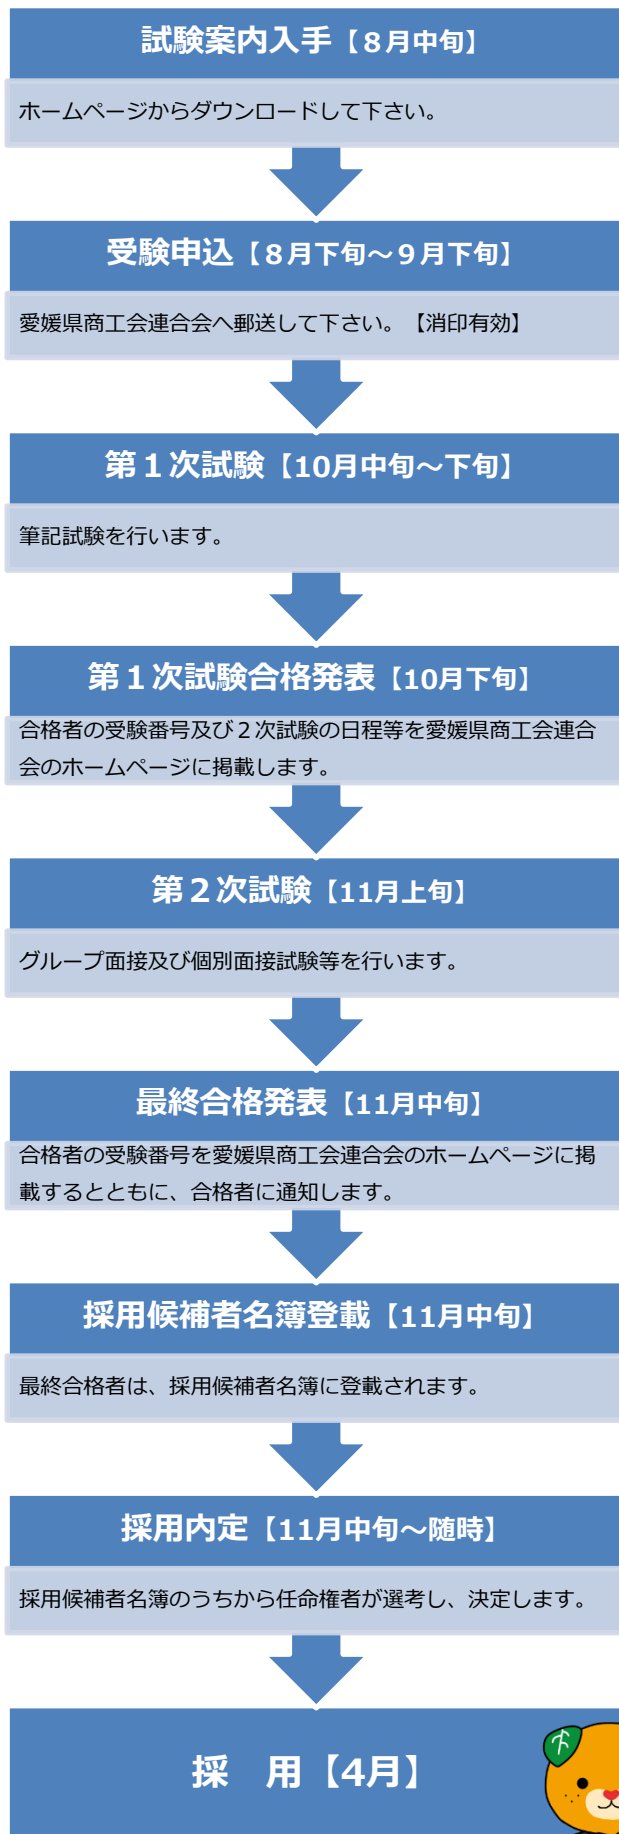 試験案内入手【８月中旬】
ホームページからダウンロードして下さい。
受験申込【８月下旬～９月下旬】
愛媛県商工会連合会へ郵送して下さい。【消印有効】
第１次試験【10月中旬～下旬】
筆記試験を行います。
第１次試験合格発表【10月下旬】
合格者の受験番号及び２次試験の日程等を愛媛県商工会連合
会のホームページに掲載します。
第２次試験【11月上旬】
グループ面接及び個別面接試験等を行います。
最終合格発表【11月中旬】
合格者の受験番号を愛媛県商工会連合会のホームページに掲
載するとともに、合格者に通知します。
採用候補者名簿登載【11月中旬】
最終合格者は、採用候補者名簿に登載されます。
採用内定【11月中旬～随時】
採用候補者名簿のうちから任命権者が選考し、決定します。
採　用【4月】